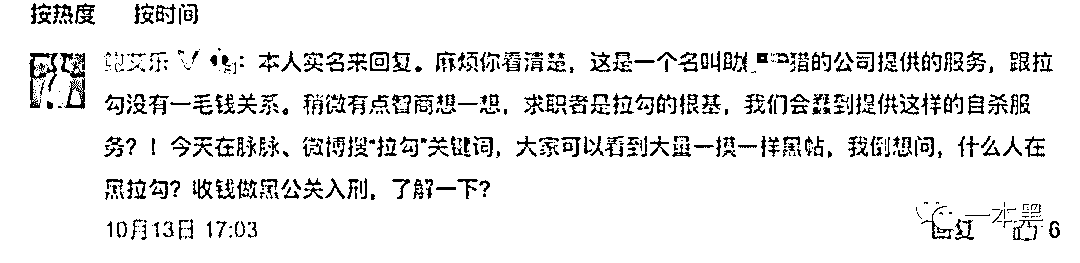 按热度 按时间
鲍艾乐：本人实名来回复。麻烦你看清楚，这是一个名叫助猎的公司提供的服务，跟拉
勾没有一毛钱关系。稍微有点智商想一想，求职者是拉勾的根基，我们会蠢到提供这样的自杀服
务？！今天在脉脉、微博搜“拉勾”关键词，大家可以看到大量一摸一样黑帖，我倒想问，什么人在
黑拉勾？收钱做黑公关入刑，了解一下？
10月13日 17:03 一本黑 6